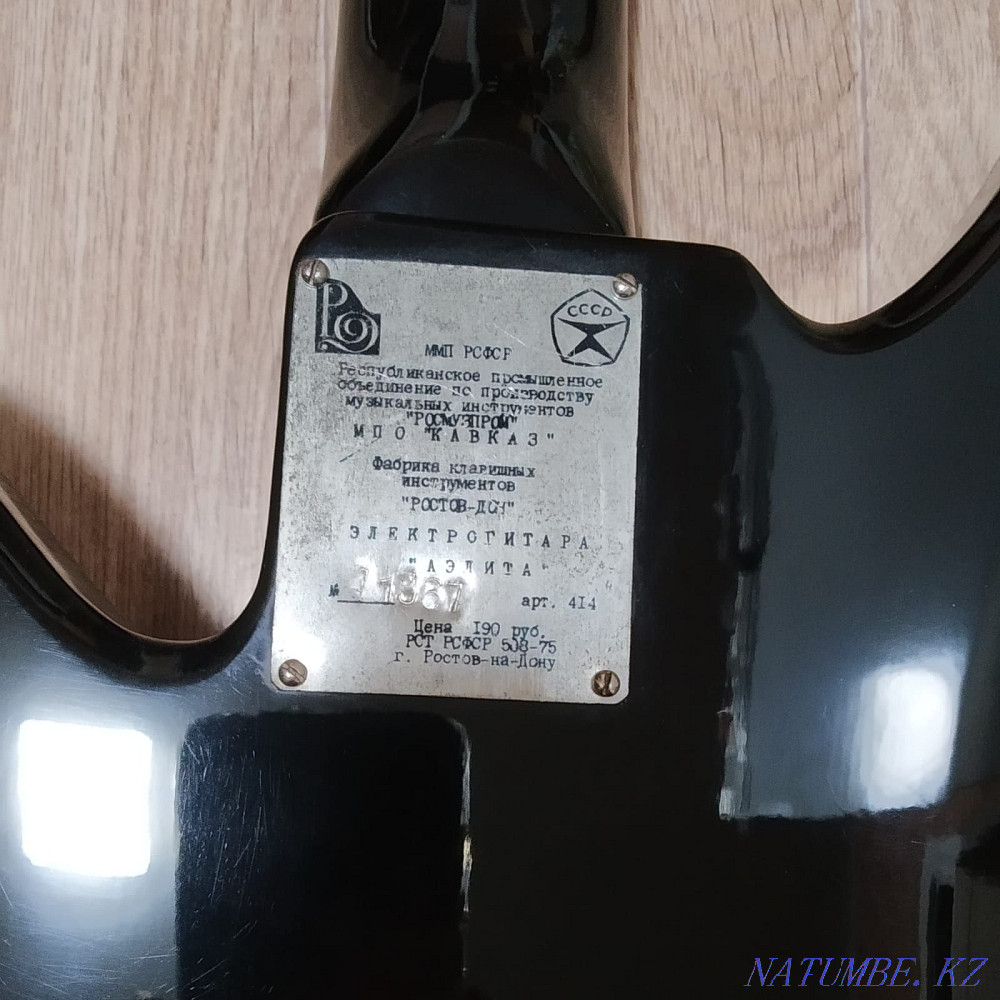 СССР
ММП РСФСР
Республиканское промышленное
объединение по производству
музыкальных инструментов
"РОСМУЗПРОМ"
МПО "КАВКАЗ"
Фабрика клавишных
инструментов
"РОСТОВ-ДОН"
ЭЛЕКТРОГИТАРА
"АЭЛИТА"
№ арт. 414
Цена 190 руб.
РСТ РСФСР 508-75
г. Ростов-на-Дону
NATUMBE. KZ